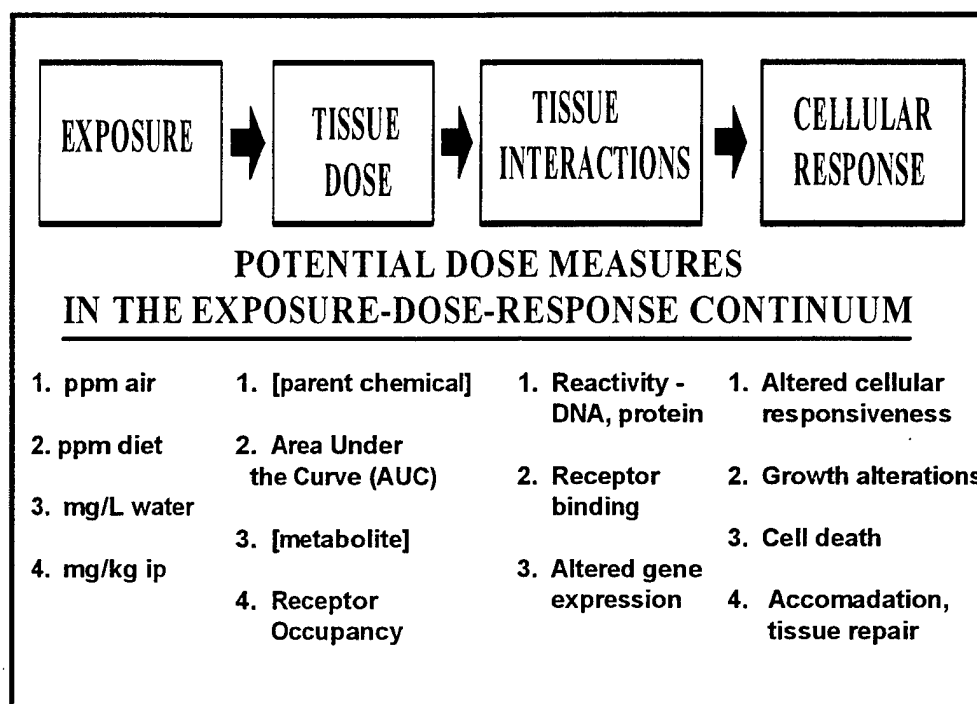 EXPOSURE
TISSUE
DOSE
TISSUE
INTERACTIONS
CELLULAR
RESPONSE
POTENTIAL DOSE MEASURES
IN THE EXPOSURE-DOSE-RESPONSE CONTINUUM
1. ppm air
2. ppm diet
3. mg/L water
4. mg/kg ip
1. [parent chemical]
2. Area Under
the Curve (AUC)
3. [metabolite]
4. Receptor
Occupancy
1. Reactivity -
DNA, protein
2. Receptor
binding
3. Altered gene
expression
1. Altered cellular
responsiveness
2. Growth alterations
3. Cell death
4. Accomadation,
tissue repair